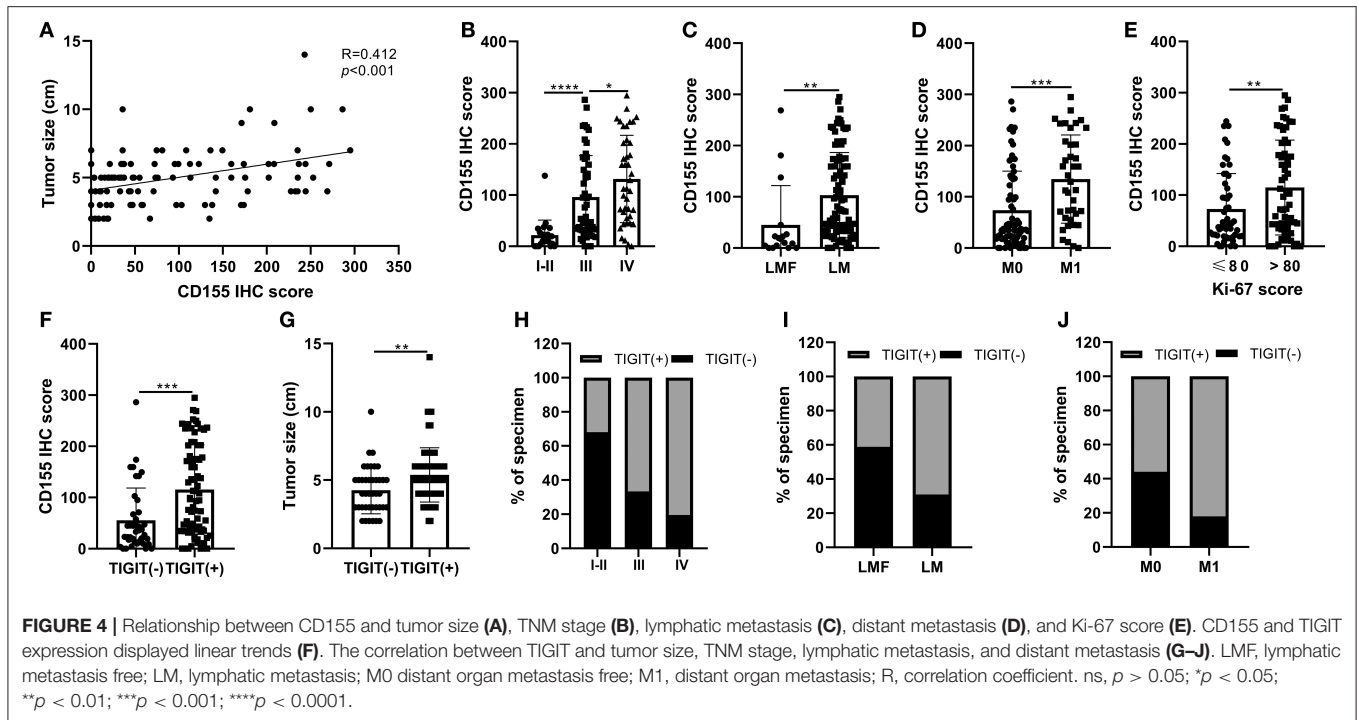 A
15
10
5
0
Tumor size (cm)
R=0.412
p<0.001
0 50 100 150 200 250 300 350
CD155 IHC score
B
400
300
200
100
0
CD155 IHC score
**** *
I-II III IV
C
400
300
200
100
0
CD155 IHC score
**
LMF LM
D
400
300
200
100
0
CD155 IHC score
***
M0 M1
E
400
300
200
100
0
CD155 IHC score
**
≤80 >80
Ki-67 score
F
400
300
200
100
0
CD155 IHC score
***
TIGIT(-) TIGIT(+)
G
15
10
5
0
Tumor size (cm)
**
TIGIT(-) TIGIT(+)
H
120
100
80
60
40
20
0
% of specimen
TIGIT(+) TIGIT(-)
I-II III IV
I
120
100
80
60
40
20
0
% of specimen
TIGIT(+) TIGIT(-)
LMF LM
J
120
100
80
60
40
20
0
% of specimen
TIGIT(+) TIGIT(-)
M0 M1
FIGURE 4 | Relationship between CD155 and tumor size (A), TNM stage (B), lymphatic metastasis (C), distant metastasis (D), and Ki-67 score (E). CD155 and TIGIT
expression displayed linear trends (F). The correlation between TIGIT and tumor size, TNM stage, lymphatic metastasis, and distant metastasis (G–J). LMF, lymphatic
metastasis free; LM, lymphatic metastasis; M0 distant organ metastasis free; M1, distant organ metastasis; R, correlation coefficient. ns, p > 0.05; *p < 0.05;
**p < 0.01; ***p < 0.001; ****p < 0.0001.